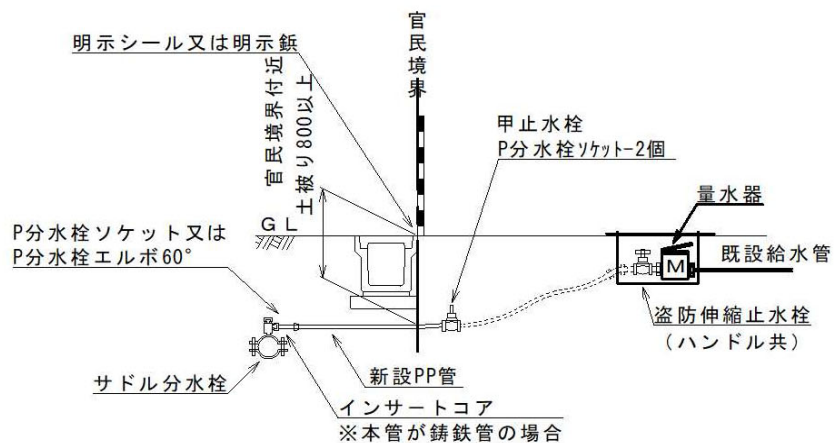 明示シール又は明示鋲
官民境界付近
土被り800以上
官民境界
甲止水栓
P分水栓ソケット-2個
量水器
GL
P分水栓ソケット又は
P分水栓エルボ60°
M
既設給水管
盗防伸縮止水栓
(ハンドル共)
サドル分水栓
新設PP管
インサートコア
※本管が鋳鉄管の場合